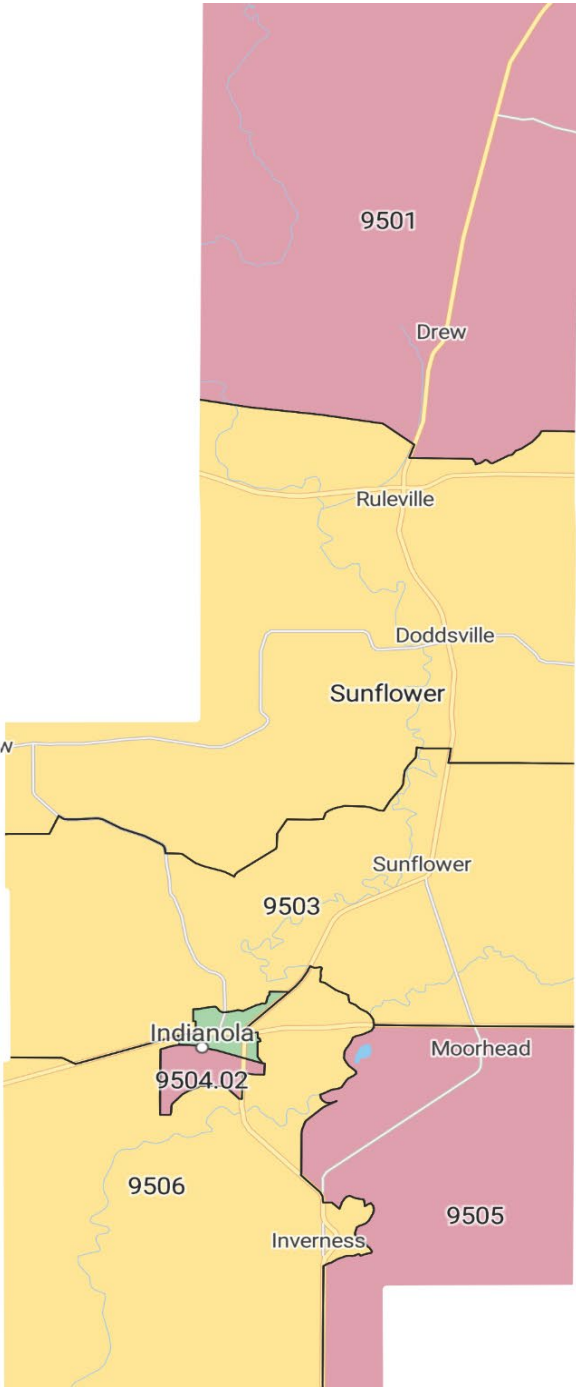 9501
Drew
Ruleville
Doddsville
Sunflower
w
Sunflower
9503
Indianola
Moorhead
9504.02
9506
9505
Inverness